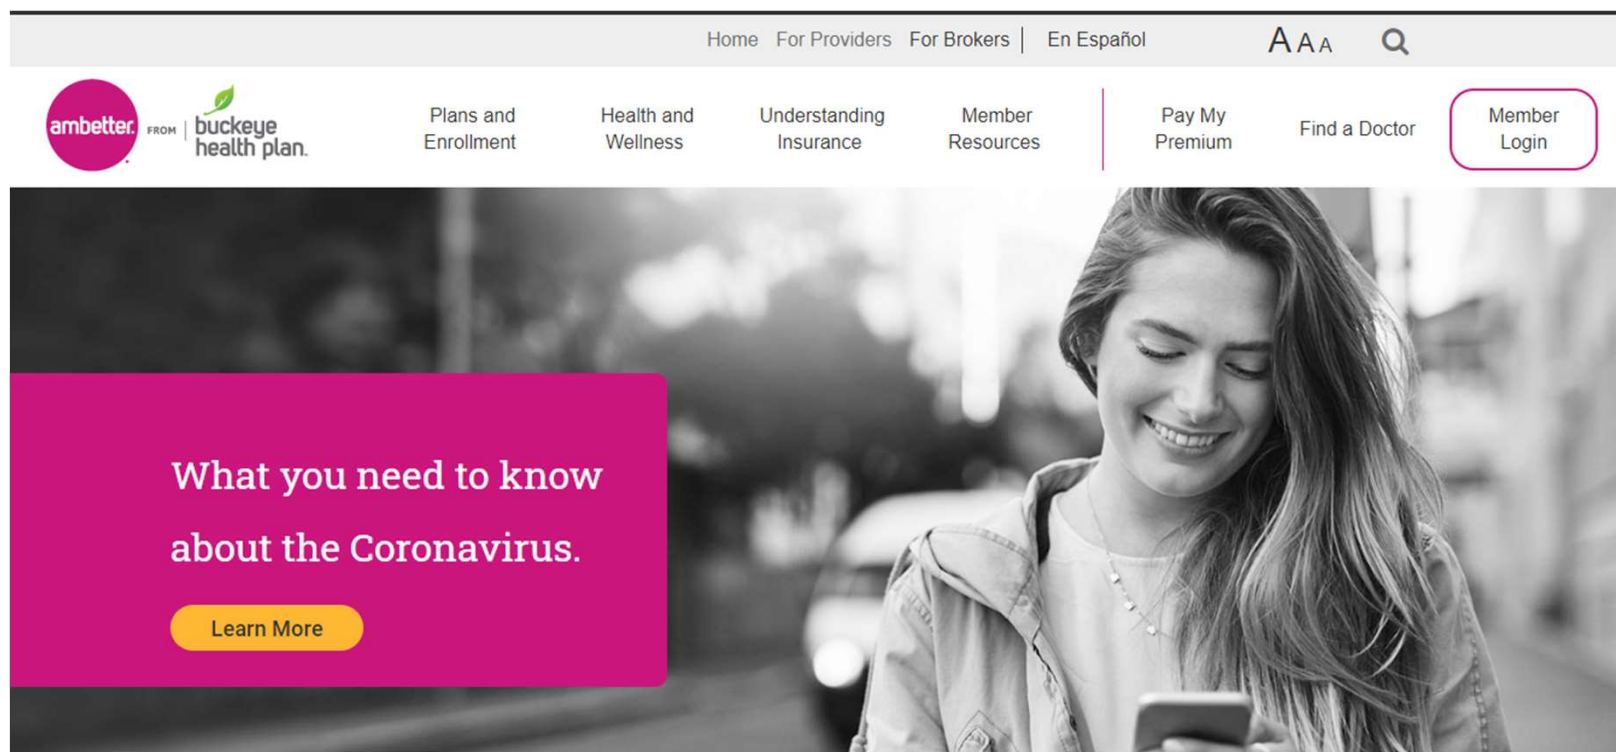 Home For Providers For Brokers | En Español A A A
ambetter. FROM | buckeye health plan.
Plans and Enrollment
Health and Wellness
Understanding Insurance
Member Resources
Pay My Premium
Find a Doctor
Member Login
What you need to know
about the Coronavirus.
Learn More